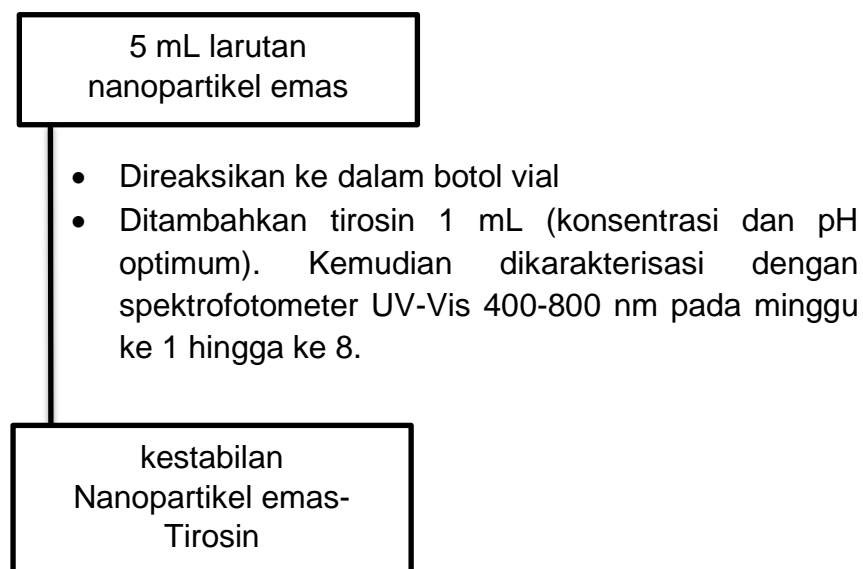 5 mL larutan
nanopartikel emas
• Direaksikan ke dalam botol vial
• Ditambahkan tirosin 1 mL (konsentrasi dan pH
optimum). Kemudian dikarakterisasi dengan
spektrofotometer UV-Vis 400-800 nm pada minggu
ke 1 hingga ke 8.
kestabilan
Nanopartikel emas-
Tirosin